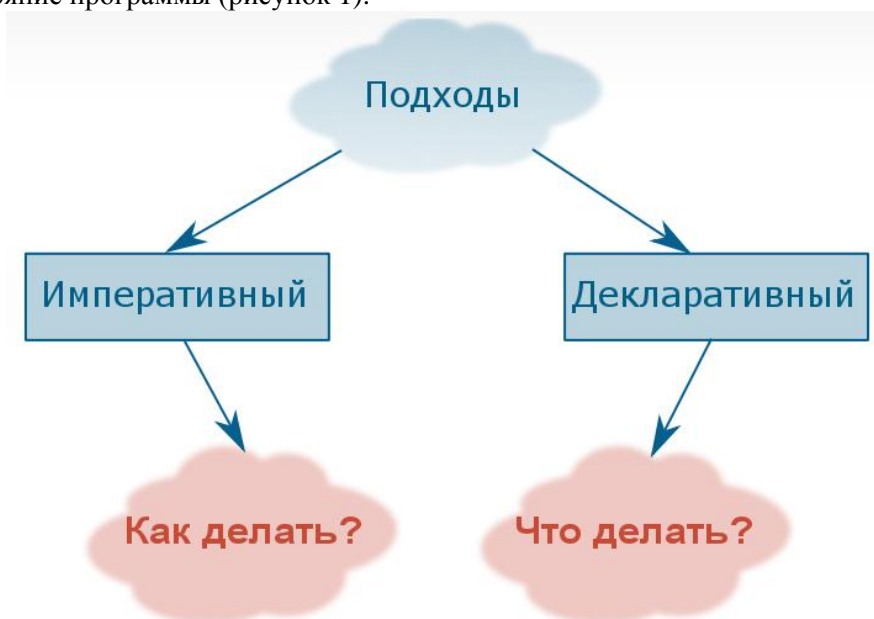 программы (рисунок 1).
Подходы
Императивный
Декларативный
Как делать?
Что делать?